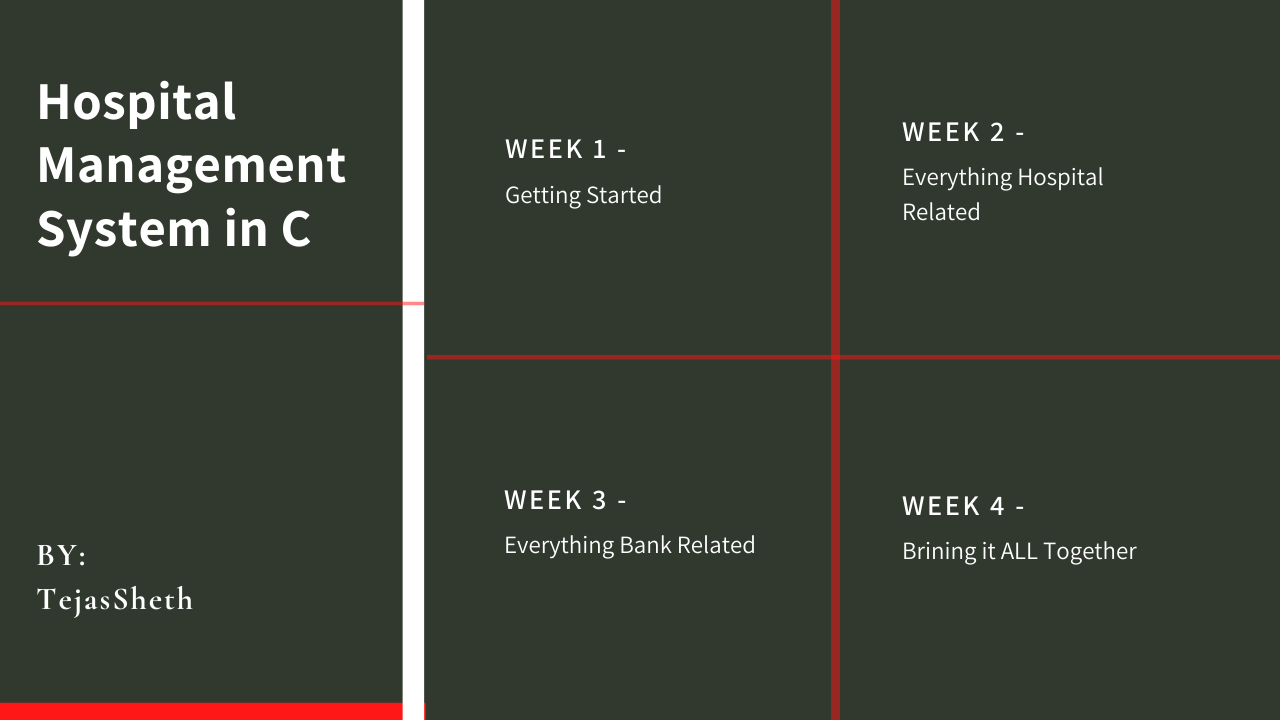 Hospital
Management
System in C
BY:
TejasSheth
WEEK 1 -
Getting Started
WEEK 2 -
Everything Hospital
Related
WEEK 3 -
Everything Bank Related
WEEK 4 -
Brining it ALL Together